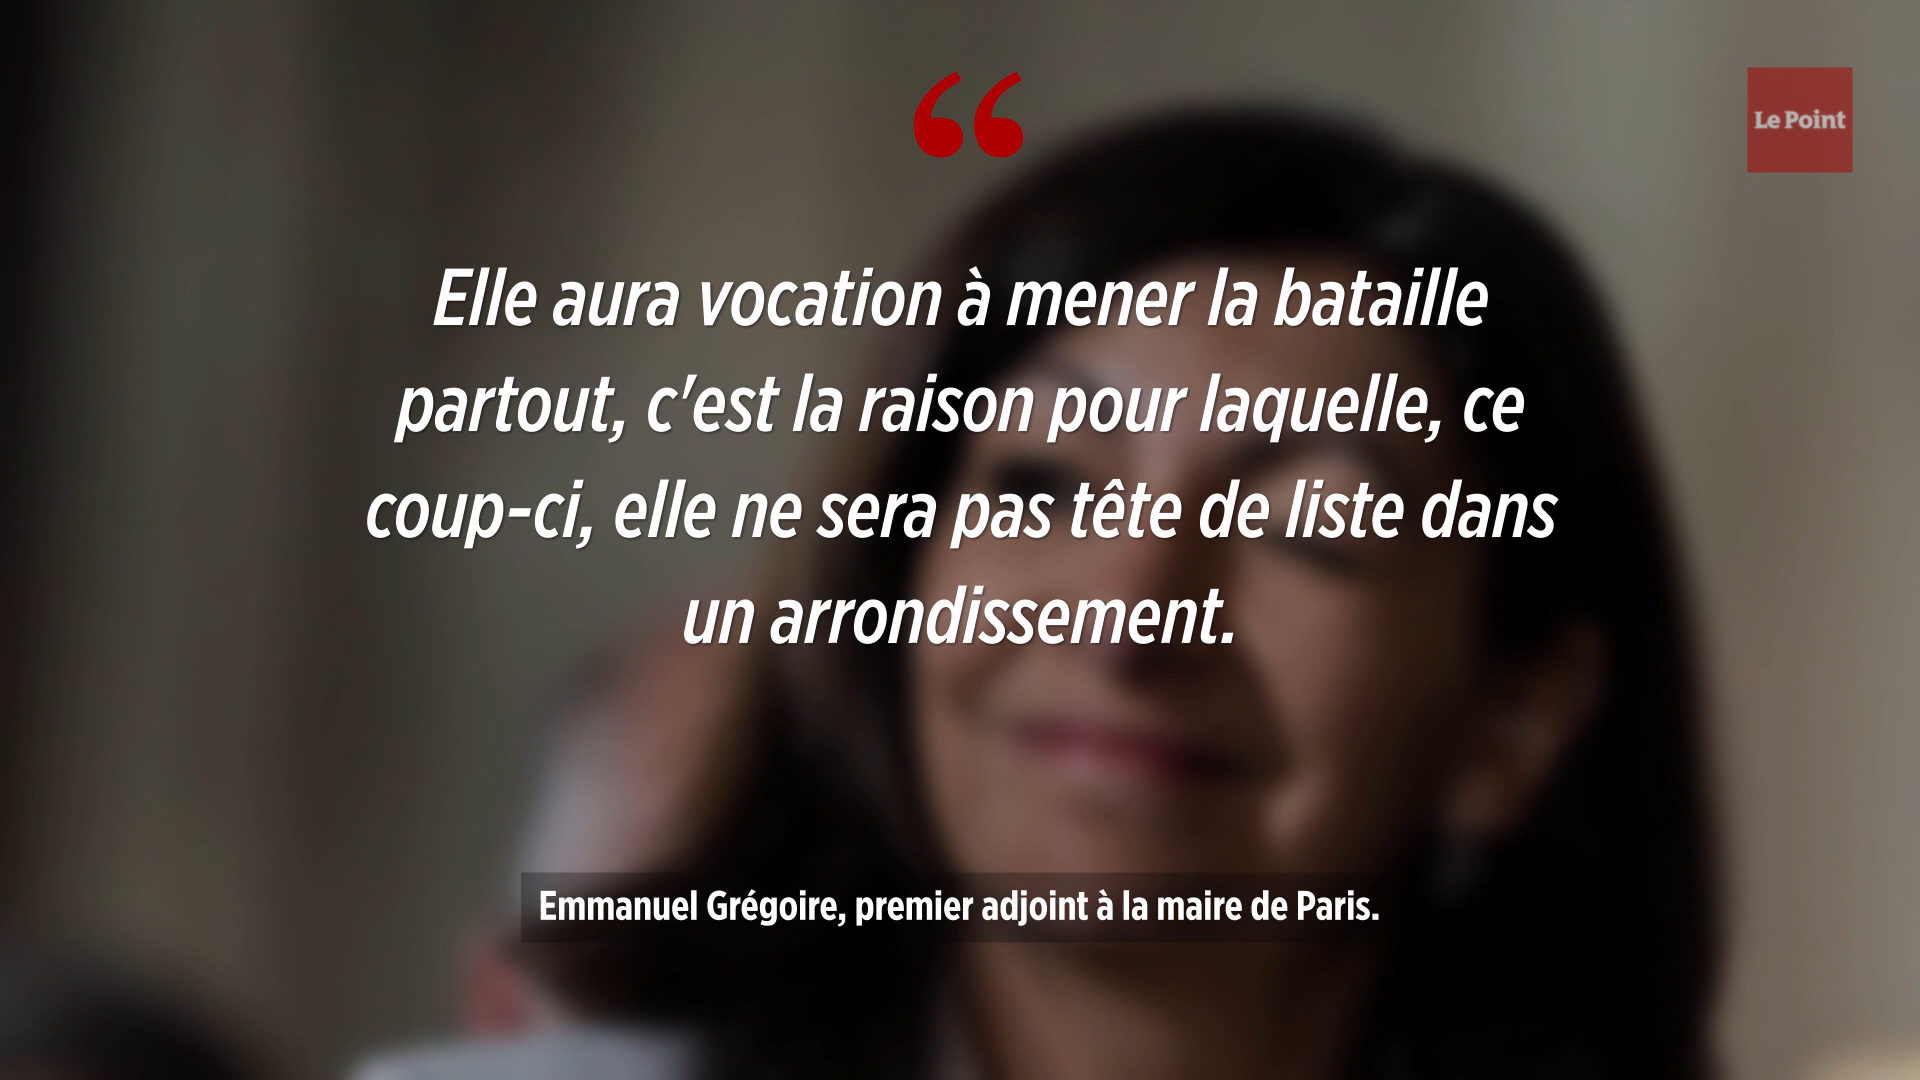 “
Le Point
Elle aura vocation à mener la bataille
partout, c'est la raison pour laquelle, ce
coup-ci, elle ne sera pas tête de liste dans
un arrondissement.
Emmanuel Grégoire, premier adjoint à la maire de Paris.